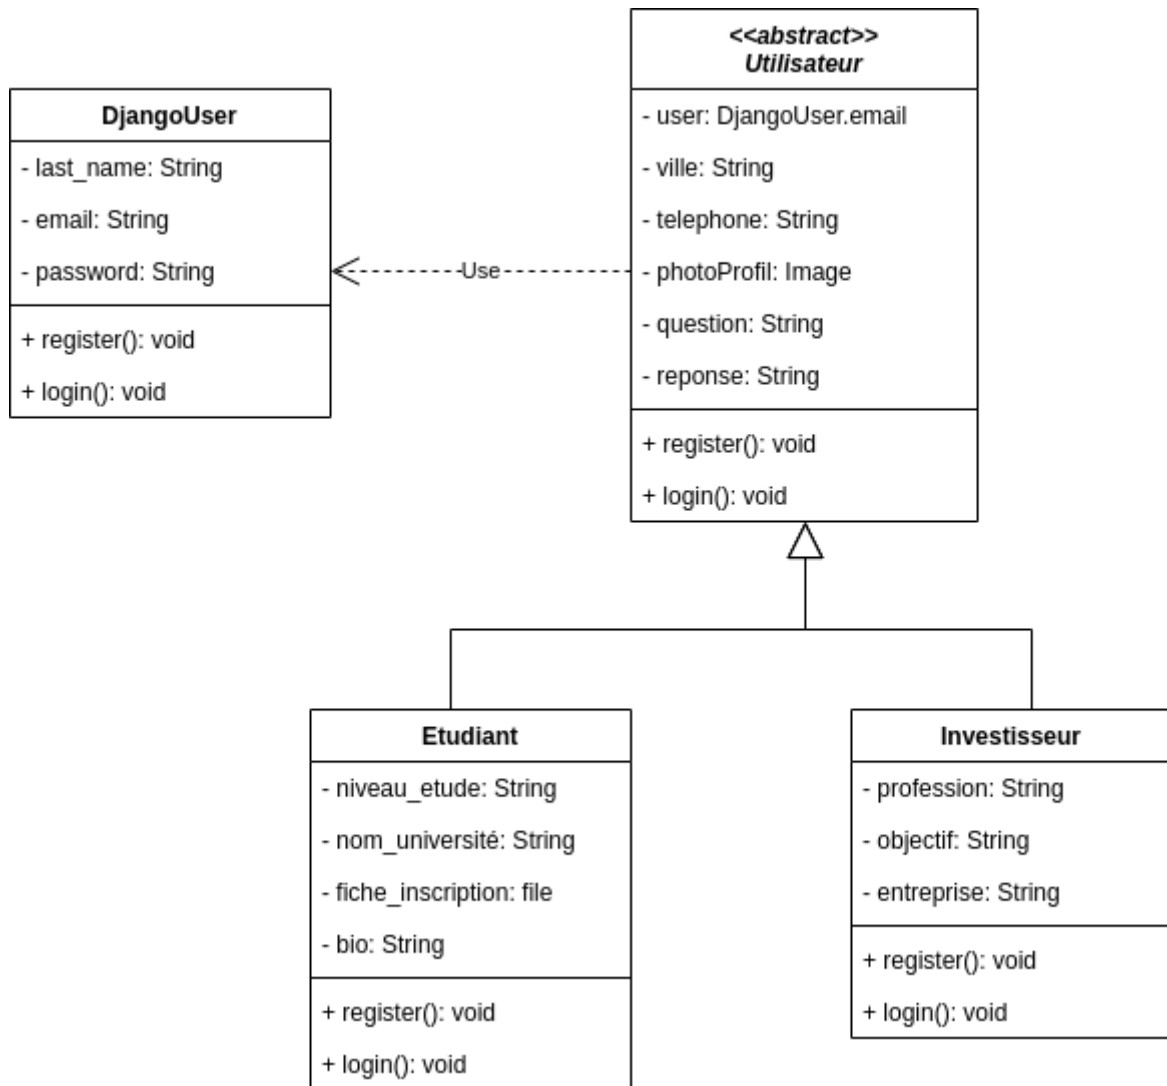 DjangoUser
- last_name: String
- email: String
- password: String
+ register(): void
+ login(): void
Use
<<abstract>>
Utilisateur
- user: DjangoUser.email
- ville: String
- telephone: String
- photoProfil: Image
- question: String
- reponse: String
+ register(): void
+ login(): void
Etudiant
- niveau_etude: String
- nom_université: String
- fiche_inscription: file
- bio: String
+ register(): void
+ login(): void
Investisseur
- profession: String
- objectif: String
- entreprise: String
+ register(): void
+ login(): void